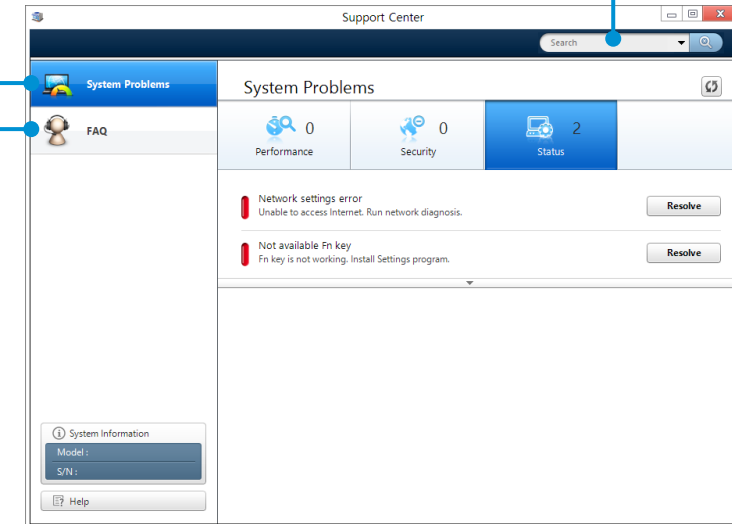 Support Center
Search
System Problems
FAQ
System Problems
0
Performance
0
Security
2
Status
Network settings error
Unable to access Internet. Run network diagnosis.
Resolve
Not available Fn key
Fn key is not working. Install Settings program.
Resolve
System Information
Model :
S/N :
Help